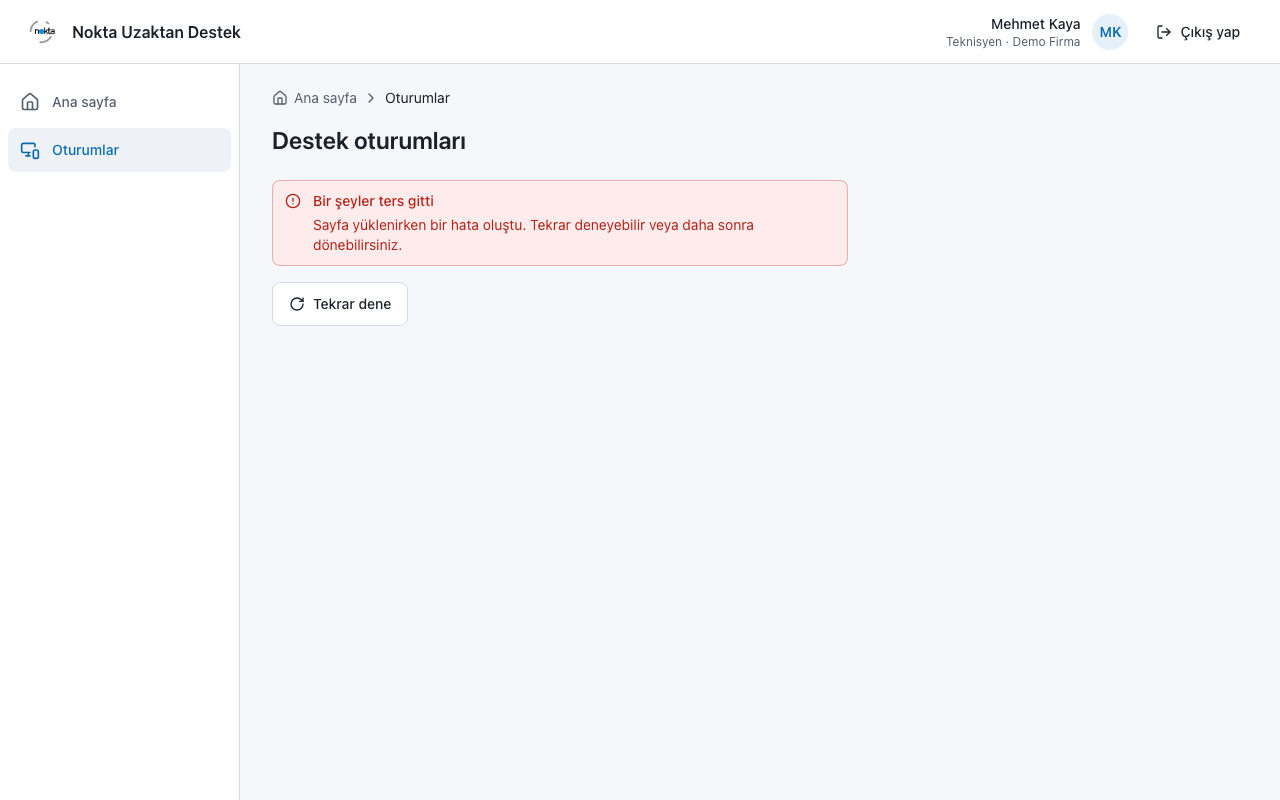 nokta
Nokta Uzaktan Destek
Mehmet Kaya
Teknisyen · Demo Firma
MK
Çıkış yap
Ana sayfa
Oturumlar
Ana sayfa
Oturumlar
Destek oturumları
Bir şeyler ters gitti
Sayfa yüklenirken bir hata oluştu. Tekrar deneyebilir veya daha sonra
dönebilirsiniz.
Tekrar dene